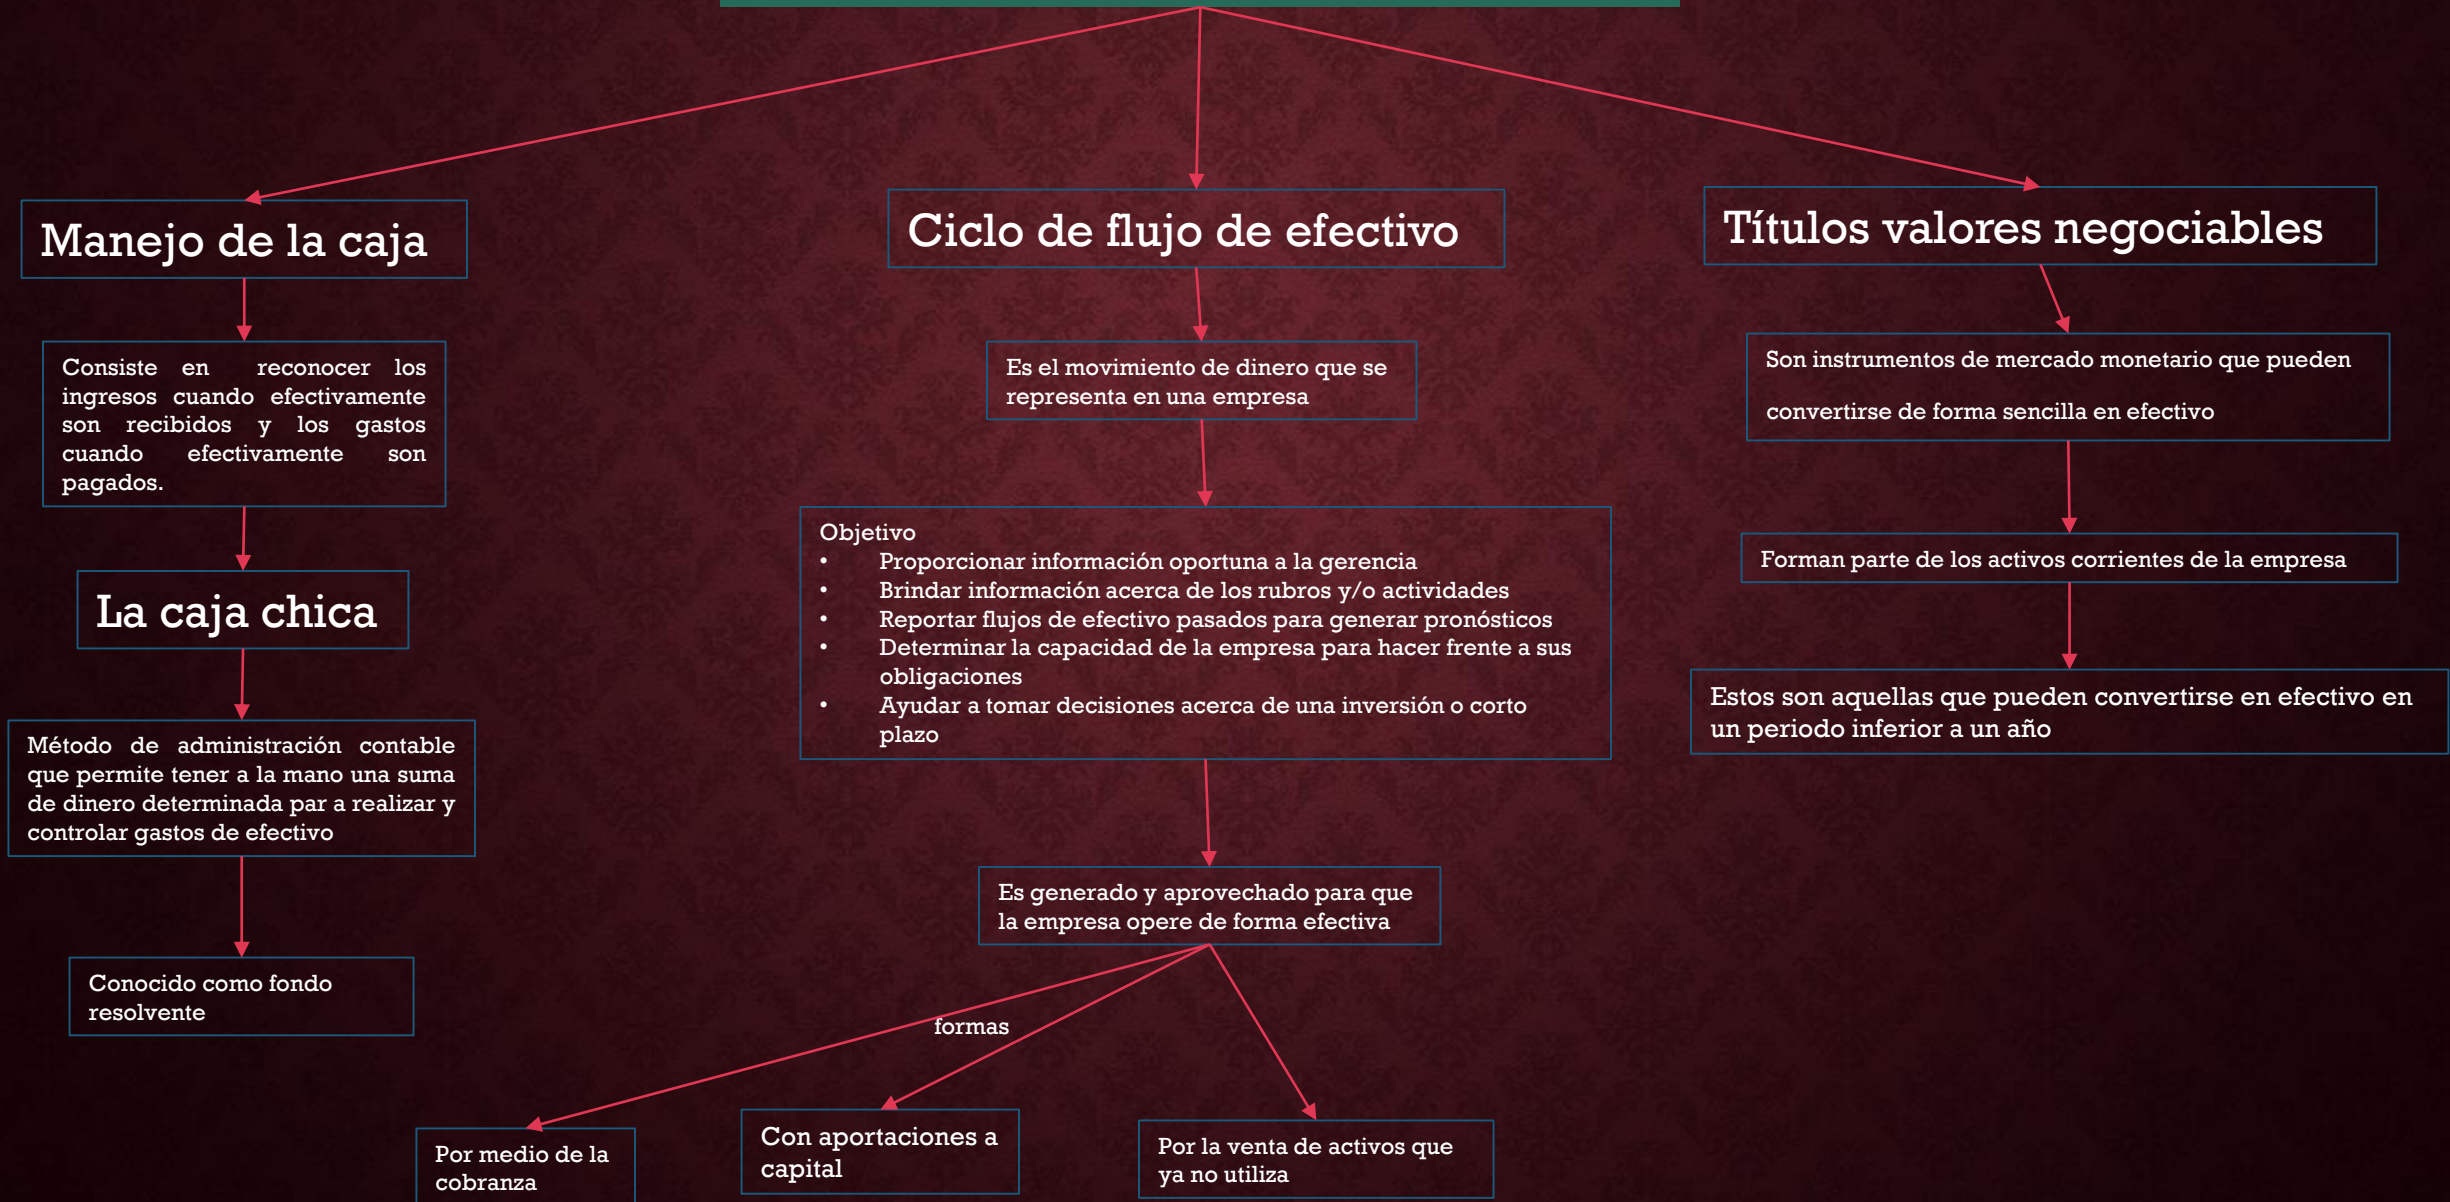 Manejo de la caja
Consiste en reconocer los
ingresos cuando efectivamente
son recibidos y los gastos
cuando efectivamente son
pagados.
La caja chica
Método de administración contable
que permite tener a la mano una suma
de dinero determinada par a realizar y
controlar gastos de efectivo
Conocido como fondo
resolvente
Ciclo de flujo de efectivo
Es el movimiento de dinero que se
representa en una empresa
Objetivo
• Proporcionar información oportuna a la gerencia
• Brindar información acerca de los rubros y/o actividades
• Reportar flujos de efectivo pasados para generar pronósticos
• Determinar la capacidad de la empresa para hacer frente a sus
obligaciones
• Ayudar a tomar decisiones acerca de una inversión o corto
plazo
Es generado y aprovechado para que
la empresa opere de forma efectiva
formas
Por medio de la
cobranza
Con aportaciones a
capital
Por la venta de activos que
ya no utiliza
Títulos valores negociables
Son instrumentos de mercado monetario que pueden
convertirse de forma sencilla en efectivo
Forman parte de los activos corrientes de la empresa
Estos son aquellas que pueden convertirse en efectivo en
un periodo inferior a un año